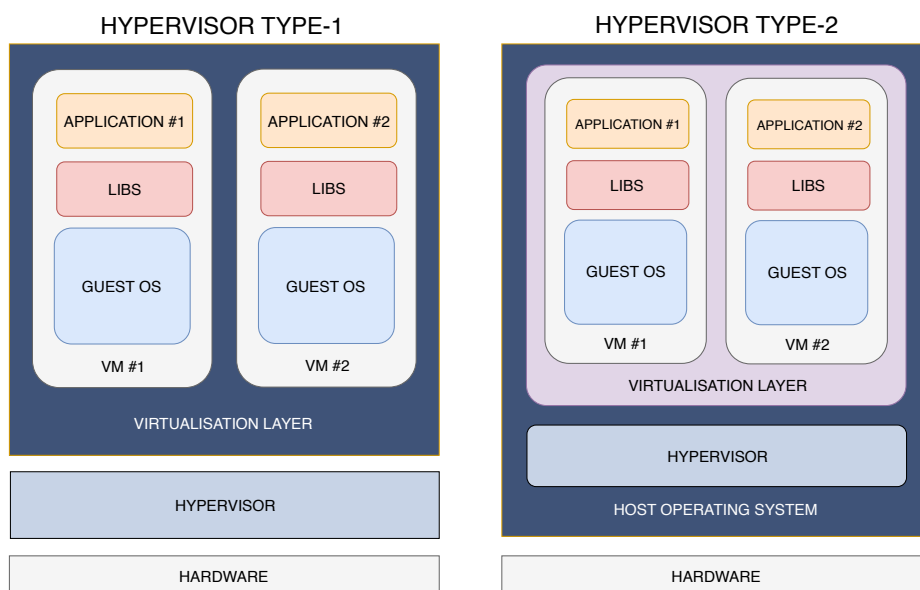 HYPERVISOR TYPE-1
APPLICATION #1
APPLICATION #2
LIBS
LIBS
GUEST OS
GUEST OS
VM #1
VM #2
VIRTUALISATION LAYER
HYPERVISOR
HARDWARE
HYPERVISOR TYPE-2
APPLICATION #1
APPLICATION #2
LIBS
LIBS
GUEST OS
GUEST OS
VM #1
VM #2
VIRTUALISATION LAYER
HYPERVISOR
HOST OPERATING SYSTEM
HARDWARE